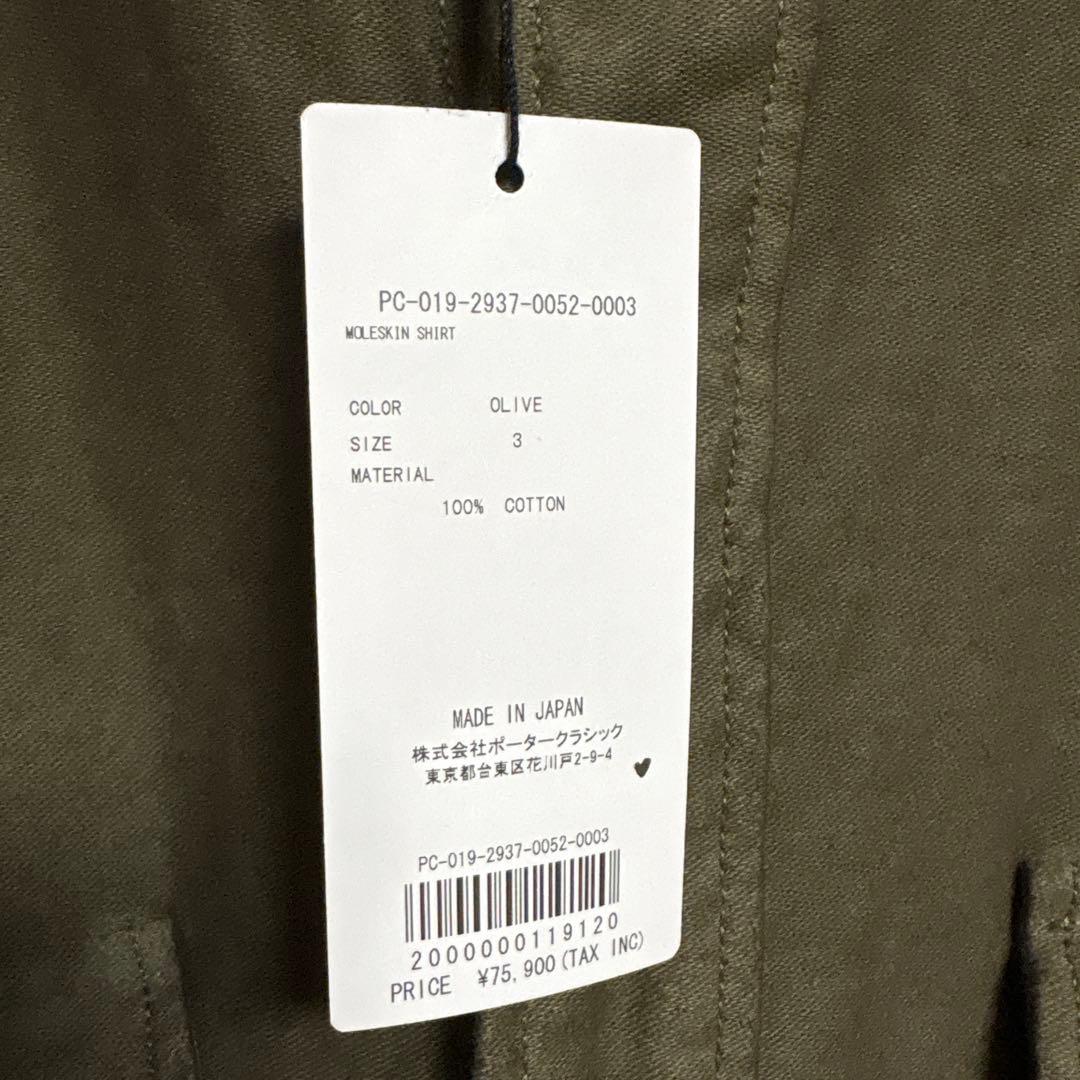 PC-019-2937-0052-0003
MOLESKIN SHIRT
COLOR OLIVE
SIZE 3
MATERIAL
100% COTTON
MADE IN JAPAN
株式会社ポータークラシック
東京都台東区花川戸2-9-4
PC-019-2937-0052-0003
2000000119120
PRICE ¥75,900(TAX INC)